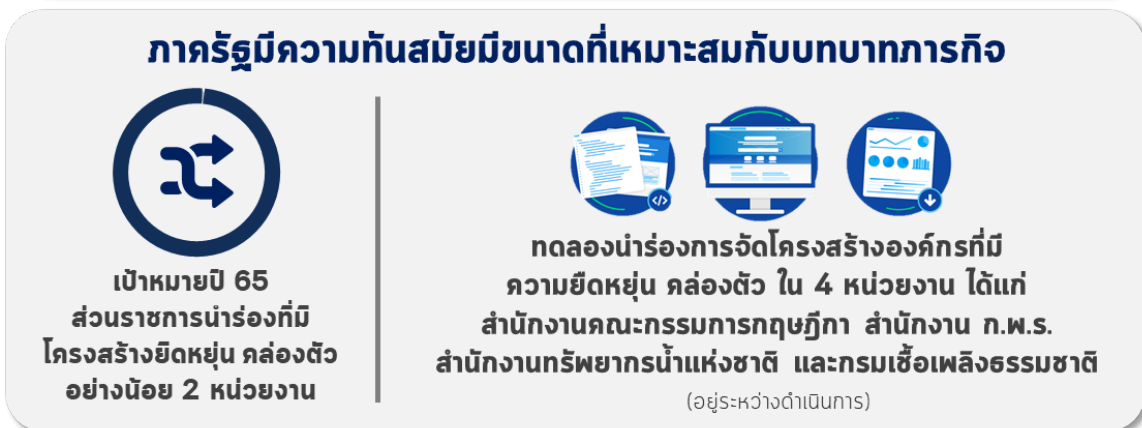 ภาครัฐมีความทันสมัยมีขนาดที่เหมาะสมกับบทบาทภารกิจ
เป้าหมายปี 65
ส่วนราชการนำร่องที่มี
โครงสร้างยืดหยุ่น คล่องตัว
อย่างน้อย 2 หน่วยงาน
</>
ทดลองนำร่องการจัดโครงสร้างองค์กรที่มี
ความยืดหยุ่น คล่องตัว ใน 4 หน่วยงาน ได้แก่
สำนักงานคณะกรรมการกฤษฎีกา สำนักงาน ก.พ.ร.
สำนักงานทรัพยากรน้ำแห่งชาติ และกรมเชื้อเพลิงธรรมชาติ
(อยู่ระหว่างดำเนินการ)